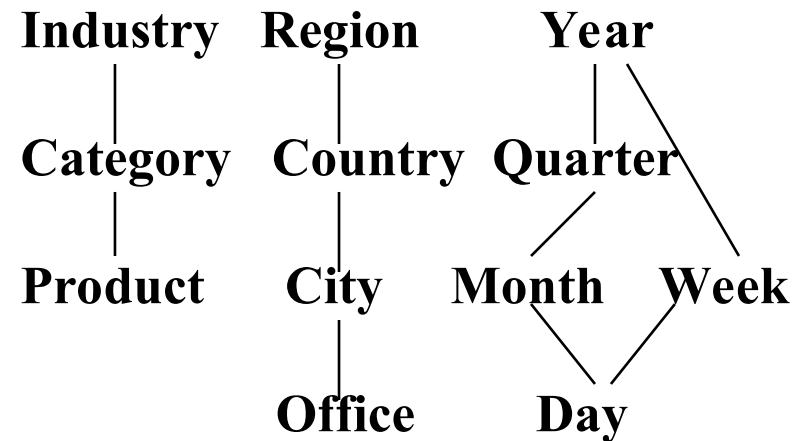 Industry Region Year
Category Country Quarter
Product City Month Week
Office Day